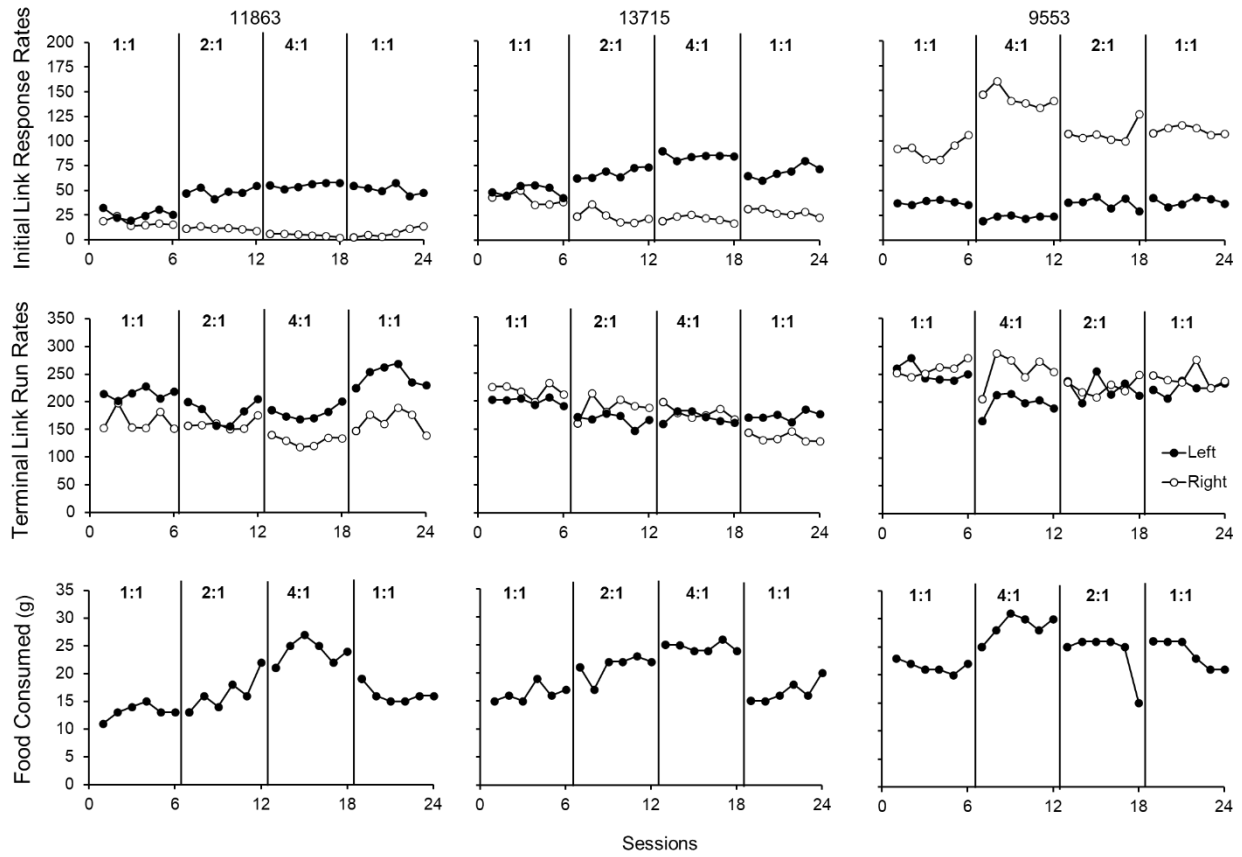 11863 13715 9553
Initial Link Response Rates
200 1:1 2:1 4:1 1:1 1:1 2:1 4:1 1:1 1:1 4:1 2:1 1:1
175
150
125
100
75
50
25
0
0 6 12 18 24 0 6 12 18 24 0 6 12 18 24
Terminal Link Run Rates
350 1:1 2:1 4:1 1:1 1:1 2:1 4:1 1:1 1:1 4:1 2:1 1:1
300
250
200
150
100
50
0
Left
Right
0 6 12 18 24 0 6 12 18 24 0 6 12 18 24
Food Consumed (g)
35 1:1 2:1 4:1 1:1 1:1 2:1 4:1 1:1 1:1 4:1 2:1 1:1
30
25
20
15
10
5
0
0 6 12 18 24 0 6 12 18 24 0 6 12 18 24
Sessions